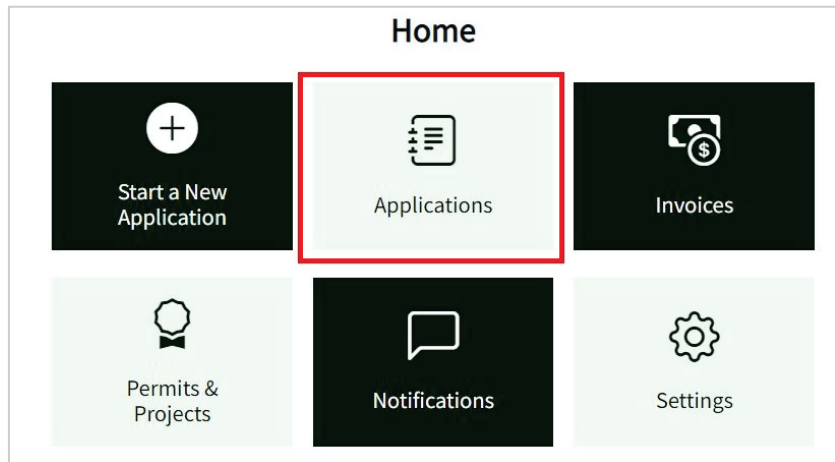 Home
Start a New
Application
Applications
Invoices
Permits &
Projects
Notifications
Settings